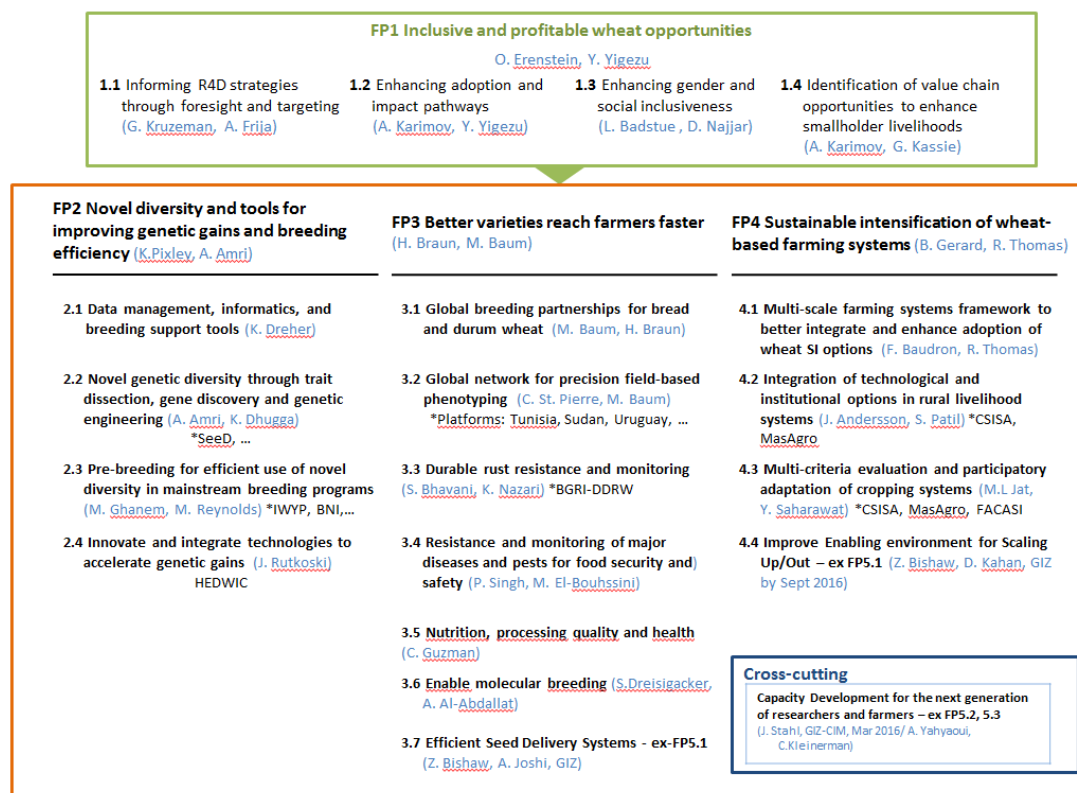 FP1 Inclusive and profitable wheat opportunities
O. Erenstein, Y. Yigezu
1.1 Informing R4D strategies
through foresight and targeting
(G. Kruzeman, A. Frija)
1.2 Enhancing adoption and
impact pathways
(A. Karimov, Y. Yigezu)
1.3 Enhancing gender and
social inclusiveness
(L. Badstue , D. Najjar)
1.4 Identification of value chain
opportunities to enhance
smallholder livelihoods
(A. Karimov, G. Kassie)
FP2 Novel diversity and tools for
improving genetic gains and breeding
efficiency (K.Pixley, A. Amri)
2.1 Data management, informatics, and
breeding support tools (K. Dreher)
2.2 Novel genetic diversity through trait
dissection, gene discovery and genetic
engineering (A. Amri, K. Dhugga)
*SeeD, ...
2.3 Pre-breeding for efficient use of novel
diversity in mainstream breeding programs
(M. Ghanem, M. Reynolds) *IWYP, BNI,...
2.4 Innovate and integrate technologies to
accelerate genetic gains (J. Rutkoski)
HEDWIC
FP3 Better varieties reach farmers faster
(H. Braun, M. Baum)
3.1 Global breeding partnerships for bread
and durum wheat (M. Baum, H. Braun)
3.2 Global network for precision field-based
phenotyping (C. St. Pierre, M. Baum)
*Platforms: Tunisia, Sudan, Uruguay, ...
3.3 Durable rust resistance and monitoring
(S. Bhavani, K. Nazari) *BGRI-DDRW
3.4 Resistance and monitoring of major
diseases and pests for food security and)
safety (P. Singh, M. El-Bouhssini)
3.5 Nutrition, processing quality and health
(C. Guzman)
3.6 Enable molecular breeding (S.Dreisigacker,
A. Al-Abdallat)
3.7 Efficient Seed Delivery Systems - ex-FP5.1
(Z. Bishaw, A. Joshi, GIZ)
FP4 Sustainable intensification of wheat-
based farming systems (B. Gerard, R. Thomas)
4.1 Multi-scale farming systems framework to
better integrate and enhance adoption of
wheat SI options (F. Baudron, R. Thomas)
4.2 Integration of technological and
institutional options in rural livelihood
systems (J. Andersson, S. Patil) *CSISA,
MasAgro
4.3 Multi-criteria evaluation and participatory
adaptation of cropping systems (M.L Jat,
Y. Saharawat) *CSISA, MasAgro, FACASI
4.4 Improve Enabling environment for Scaling
Up/Out – ex FP5.1 (Z. Bishaw, D. Kahan, GIZ
by Sept 2016)
Cross-cutting
Capacity Development for the next generation
of researchers and farmers – ex FP5.2, 5.3
(J. Stahl, GIZ-CIM, Mar 2016/ A. Yahyaoui,
C.Kleinerman)